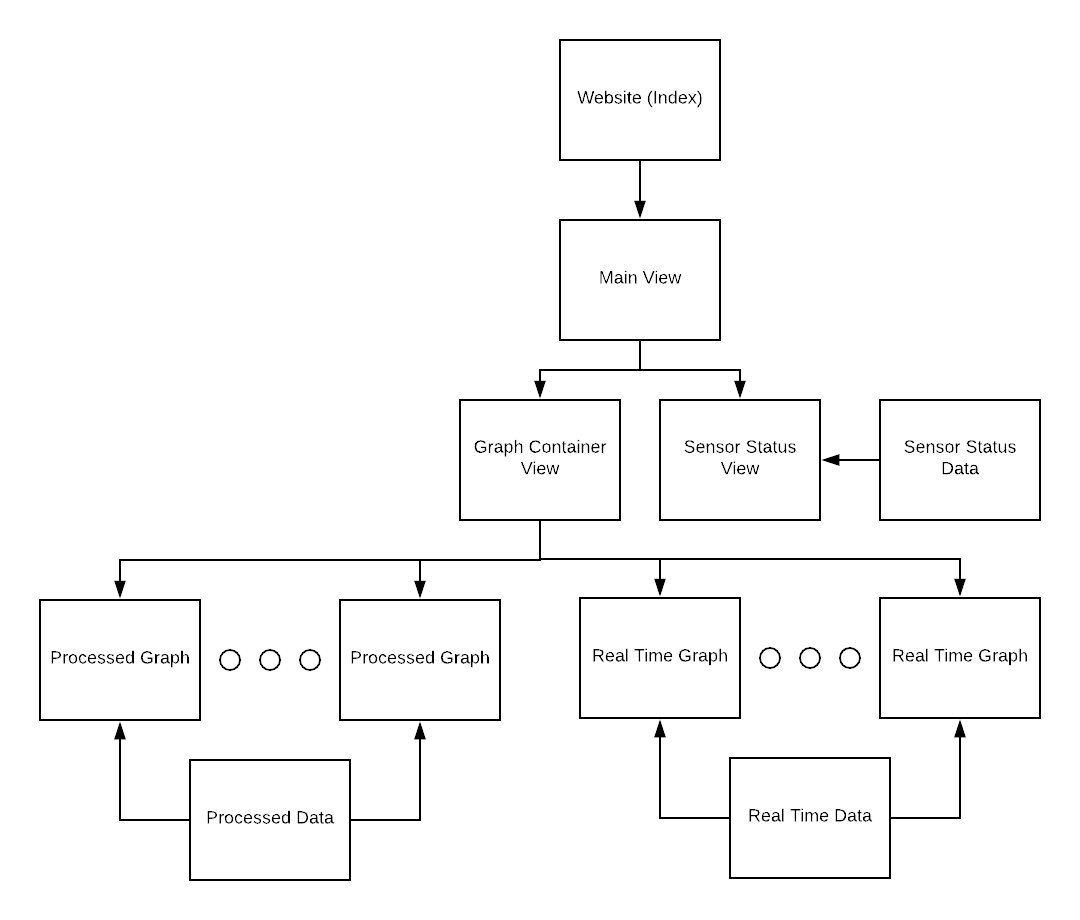 Website (Index)
Main View
Graph Container
View
Sensor Status
View
Sensor Status
Data
Processed Graph
Processed Graph
Real Time Graph
Real Time Graph
Processed Data
Real Time Data